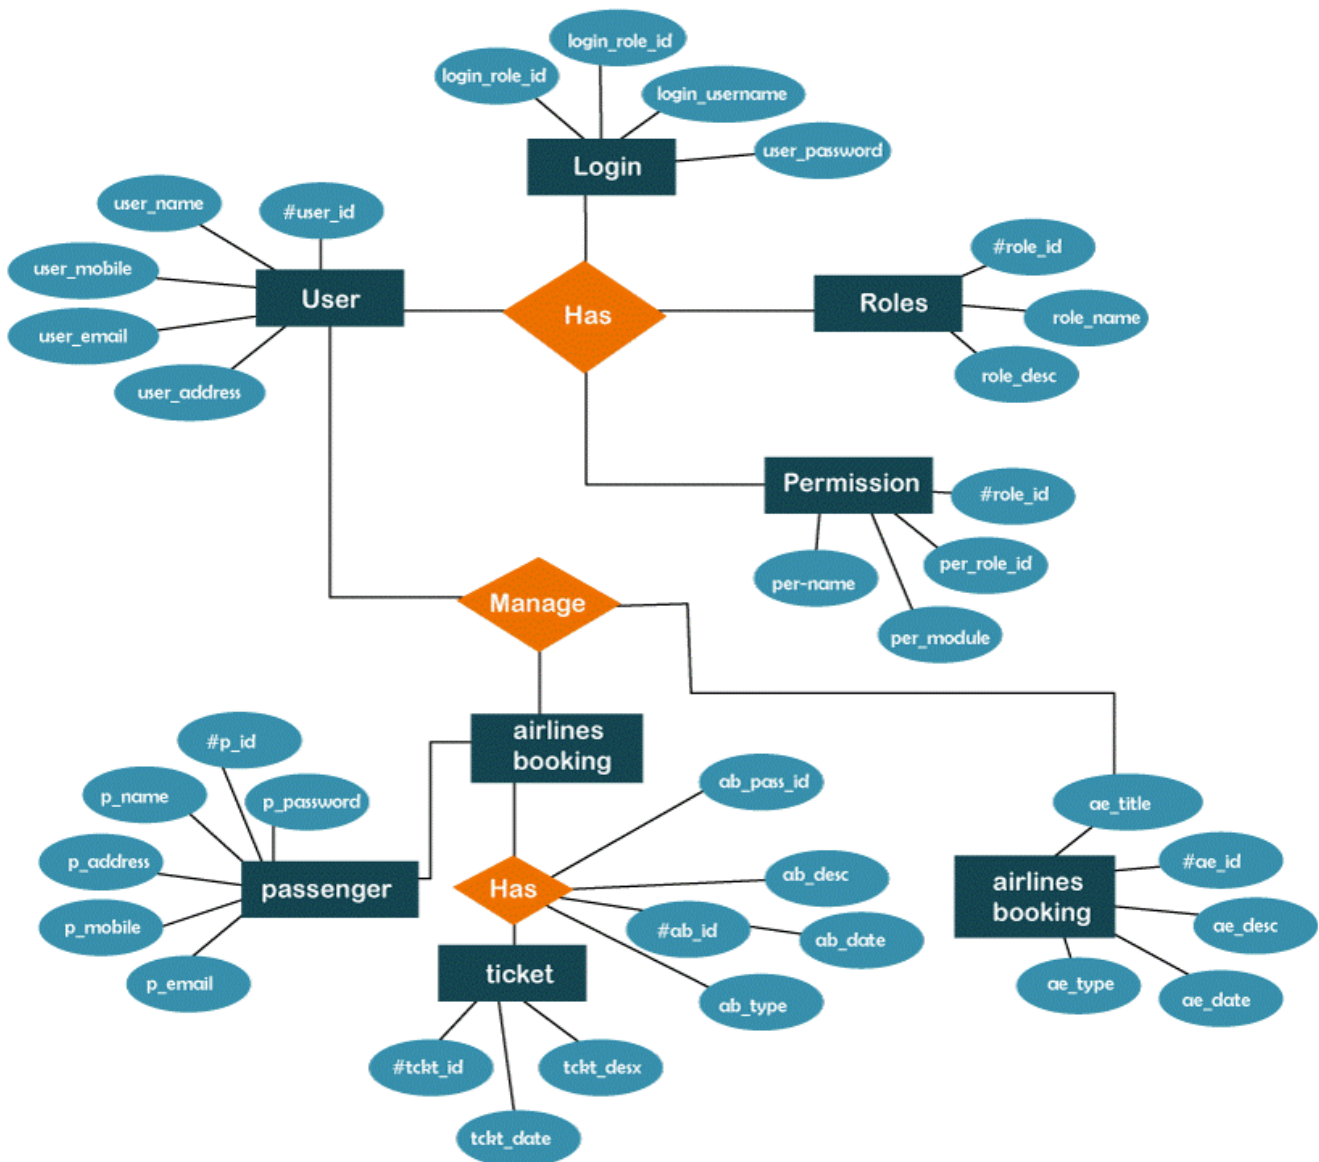 login_role_id
login_role_id
login_username
user_password
Login
user_name
#user_id
user_mobile
user_email
user_address
User
Has
Roles
#role_id
role_name
role_desc
Permission
#role_id
per_role_id
per-name
per_module
Manage
airlines
booking
#p_id
p_name
p_password
p_address
p_mobile
p_email
passenger
Has
ab_pass_id
ab_desc
#ab_id
ab_date
ab_type
ticket
#tckt_id
tckt_desx
tckt_date
ae_title
airlines
booking
#ae_id
ae_desc
ae_type
ae_date